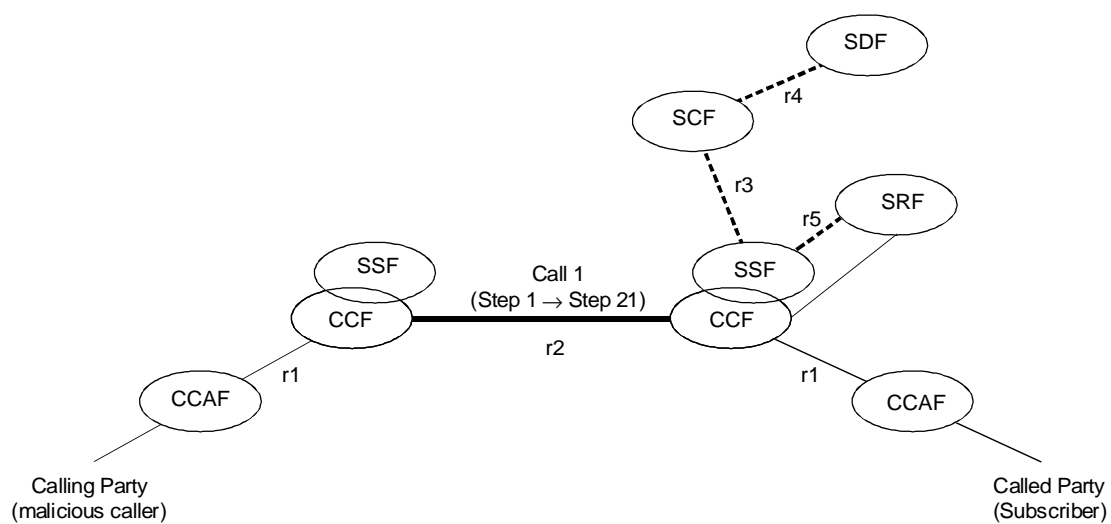 SDF
r4
SCF
r3
SRF
r5
SSF
SSF
Call 1
(Step 1 → Step 21)
CCF
CCF
r2
r1
r1
CCAF
CCAF
Calling Party
(malicious caller)
Called Party
(Subscriber)